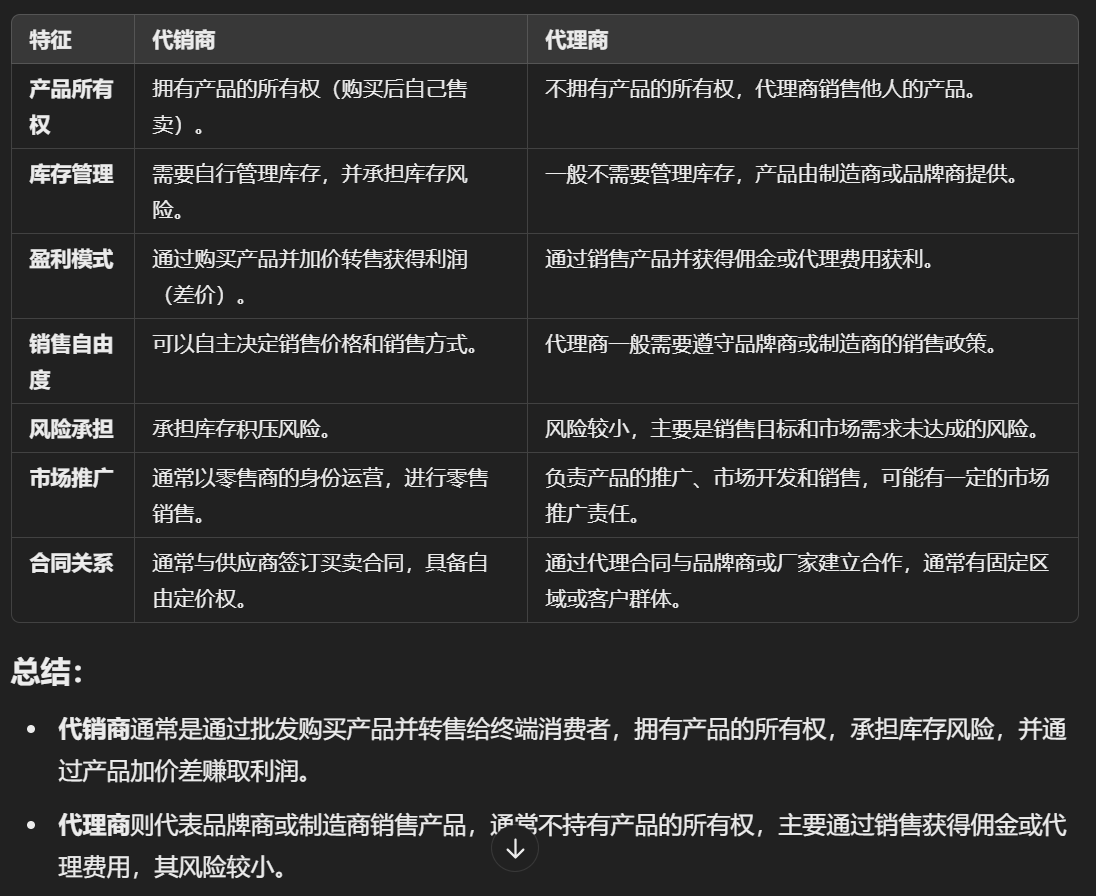 特征 代销商 代理商
产品所有 拥有产品的所有权（购买后自己售 不拥有产品的所有权，代理商销售他人的产品。
权 卖）。
库存管理 需要自行管理库存，并承担库存风 一般不需要管理库存，产品由制造商或品牌商提供。
险。
盈利模式 通过购买产品并加价转售获得利润 通过销售产品并获得佣金或代理费用获利。
（差价）。
销售自由 可以自主决定销售价格和销售方式。 代理商一般需要遵守品牌商或制造商的销售政策。
度
风险承担 承担库存积压风险。 风险较小，主要是销售目标和市场需求未达成的风险。
市场推广 通常以零售商的身份运营，进行零售 负责产品的推广、市场开发和销售，可能有一定的市场
销售。 推广责任。
合同关系 通常与供应商签订买卖合同，具备自 通过代理合同与品牌商或厂家建立合作，通常有固定区
由定价权。 域或客户群体。
总结：
• 代销商通常是通过批发购买产品并转售给终端消费者，拥有产品的所有权，承担库存风险，并通
过产品加价差赚取利润。
• 代理商则代表品牌商或制造商销售产品，通常不持有产品的所有权，主要通过销售获得佣金或代
理费用，其风险较小。